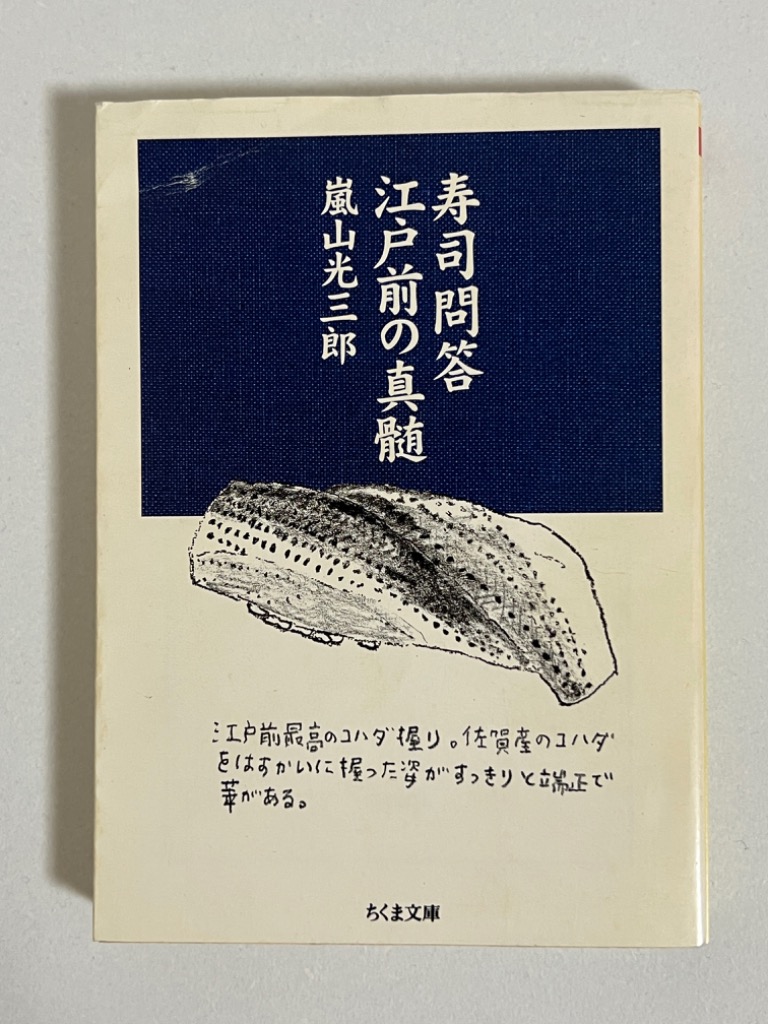 寿司問答
江戸前の真髄
嵐山光三郎
江戸前最高のコハダ握り。佐賀産のコハダ
をはすかいに握った姿がすっきりと端正で
華がある。
ちくま文庫